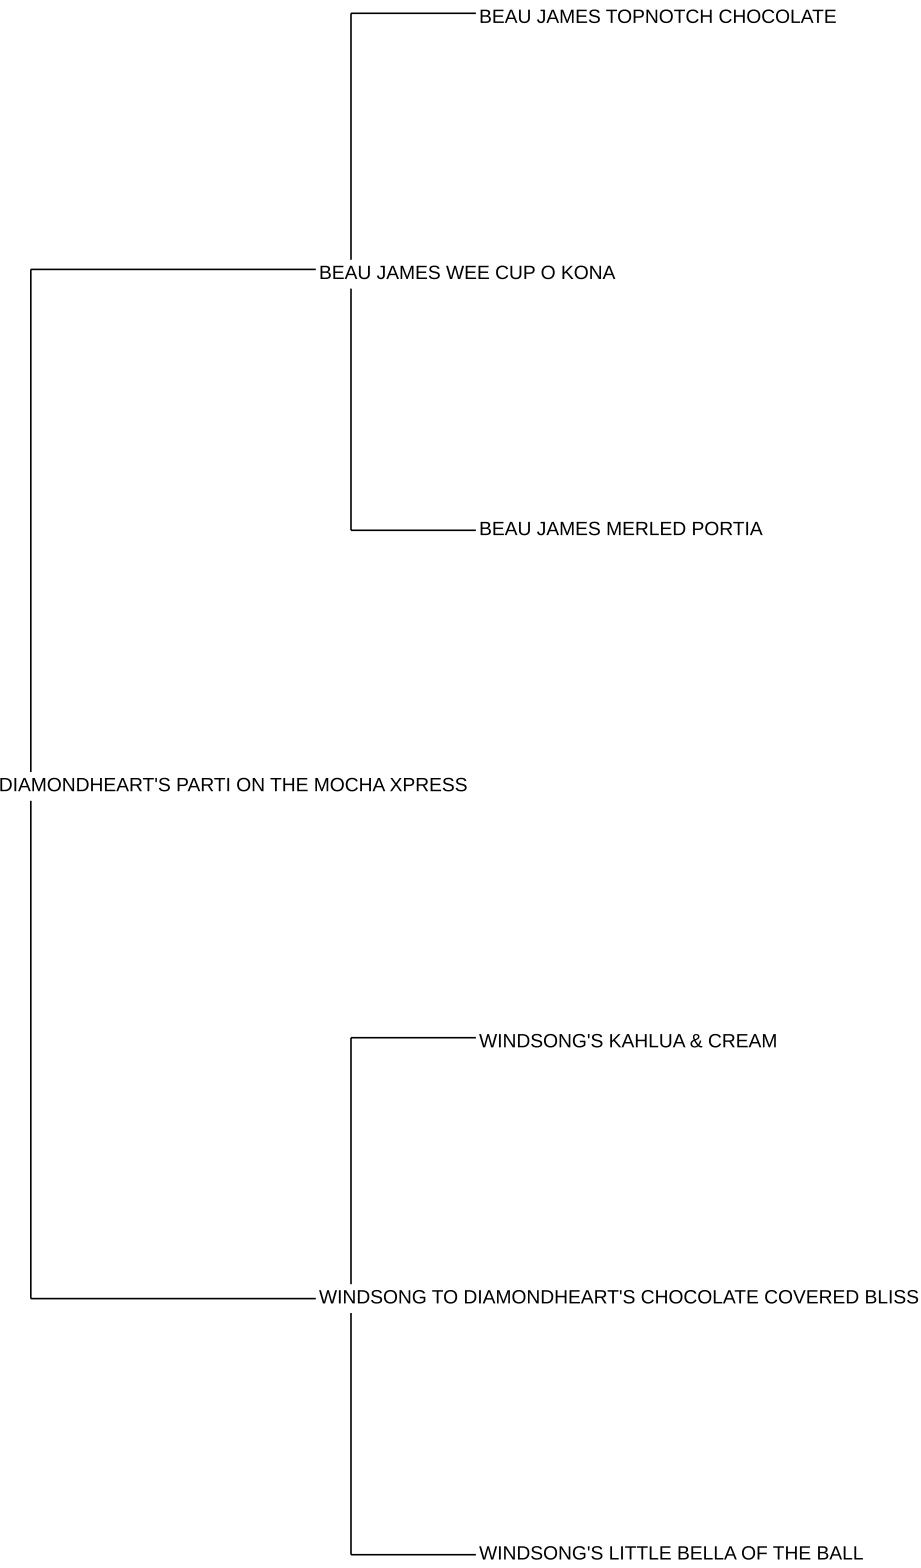 BEAU JAMES TOPNOTCH CHOCOLATE
BEAU JAMES WEE CUP O KONA
BEAU JAMES MERLED PORTIA
DIAMONDHEART'S PARTI ON THE MOCHA XPRESS
WINDSONG'S KAHLUA & CREAM
WINDSONG TO DIAMONDHEART'S CHOCOLATE COVERED BLISS
WINDSONG'S LITTLE BELLA OF THE BALL